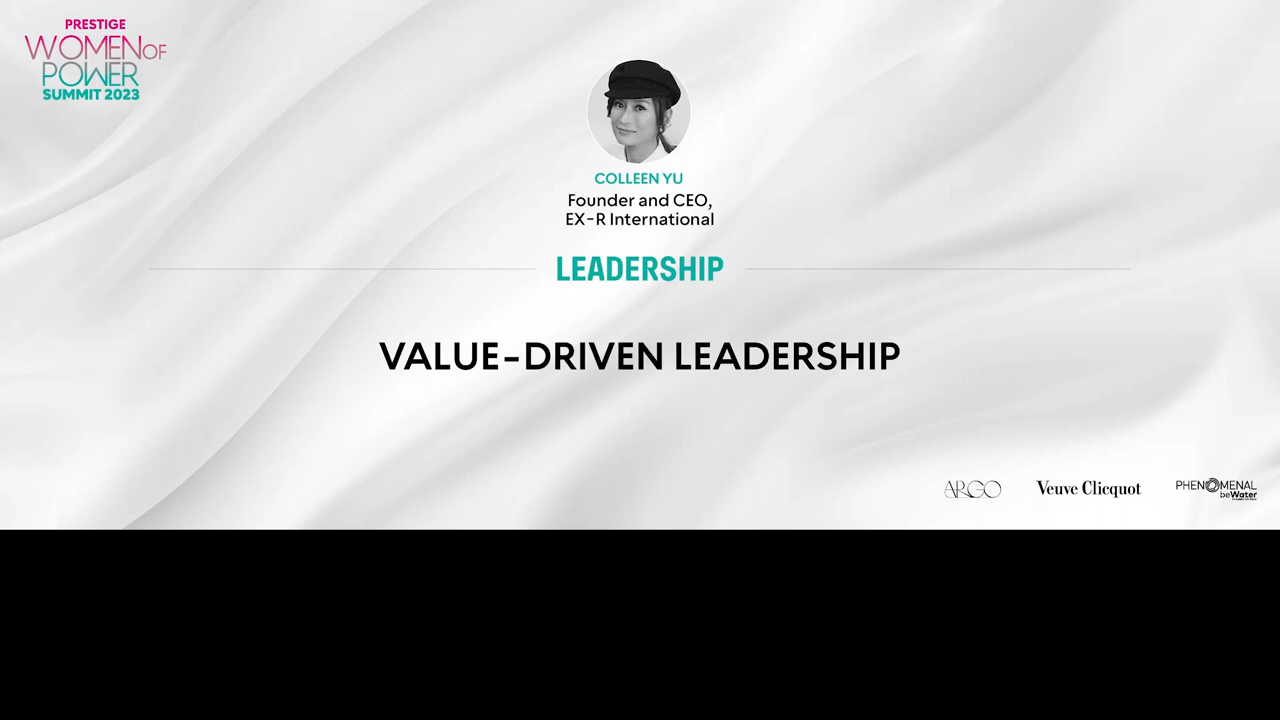 PRESTIGE
WOMEN OF
POWER
SUMMIT 2023
COLLEEN YU
Founder and CEO,
EX-R International
LEADERSHIP
VALUE-DRIVEN LEADERSHIP
ARGO
Veuve Clicquot
PHENOMENAL
beWater